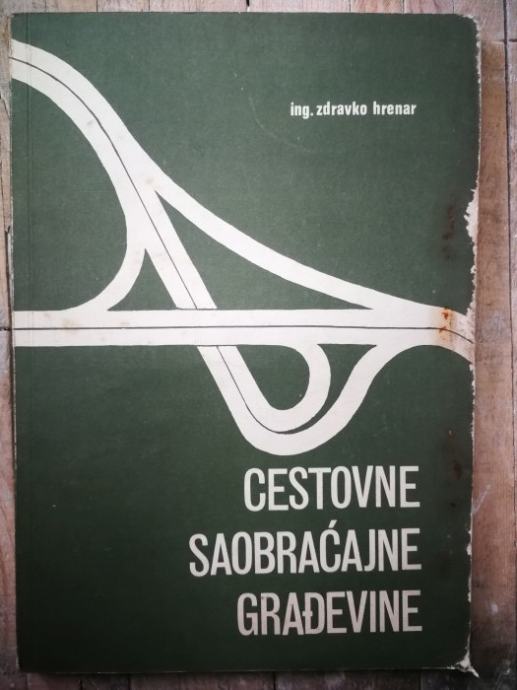 ing. zdravko hrenar
CESTOVNE
SAOBRAĆAJNE
GRAĐEVINE